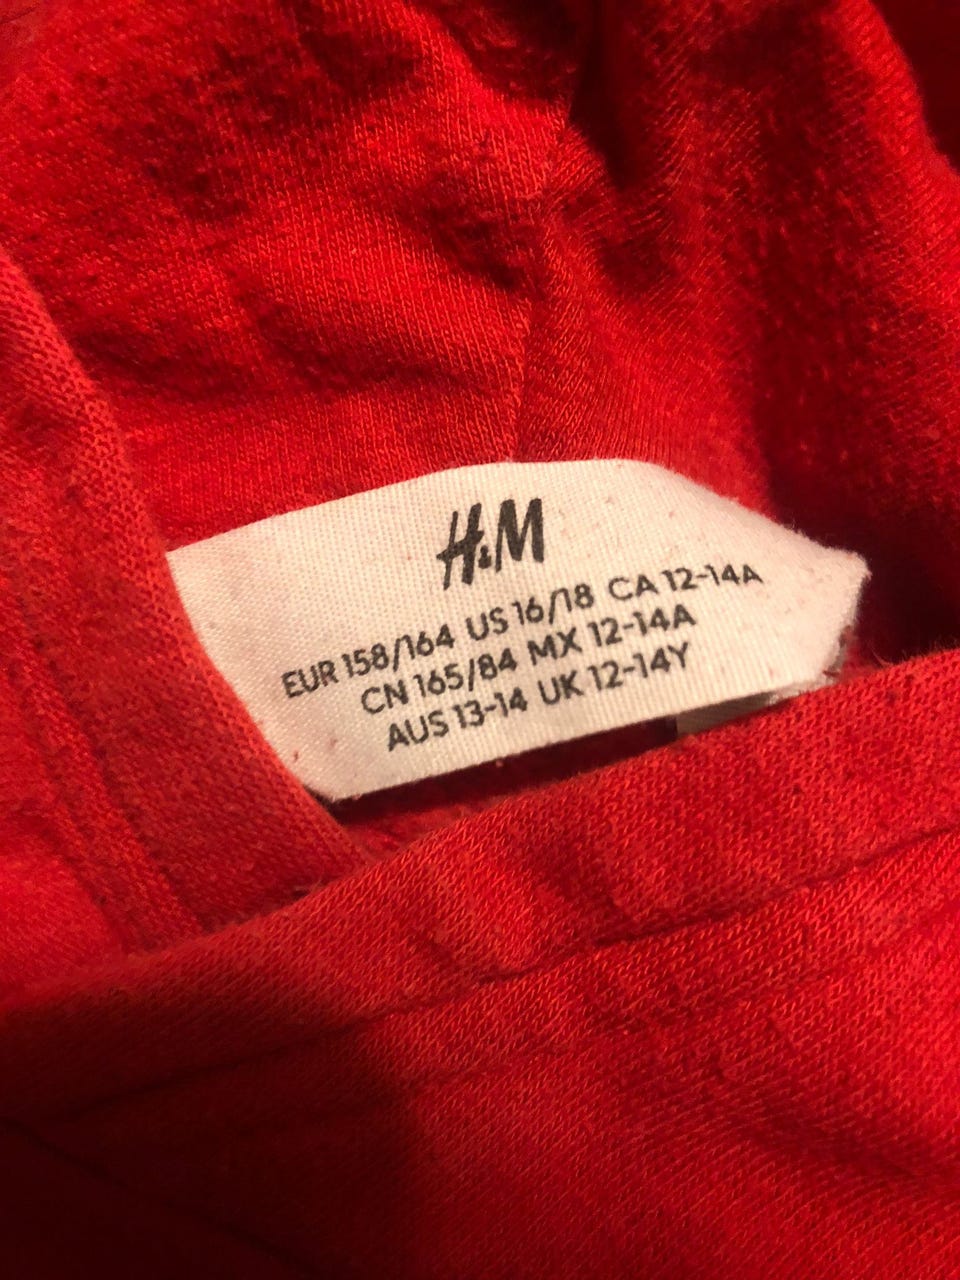 H&M
EUR 158/164 US 16/18 CA 12-14A
CN 165/84 MX 12-14A
AUS 13-14 UK 12-14Y